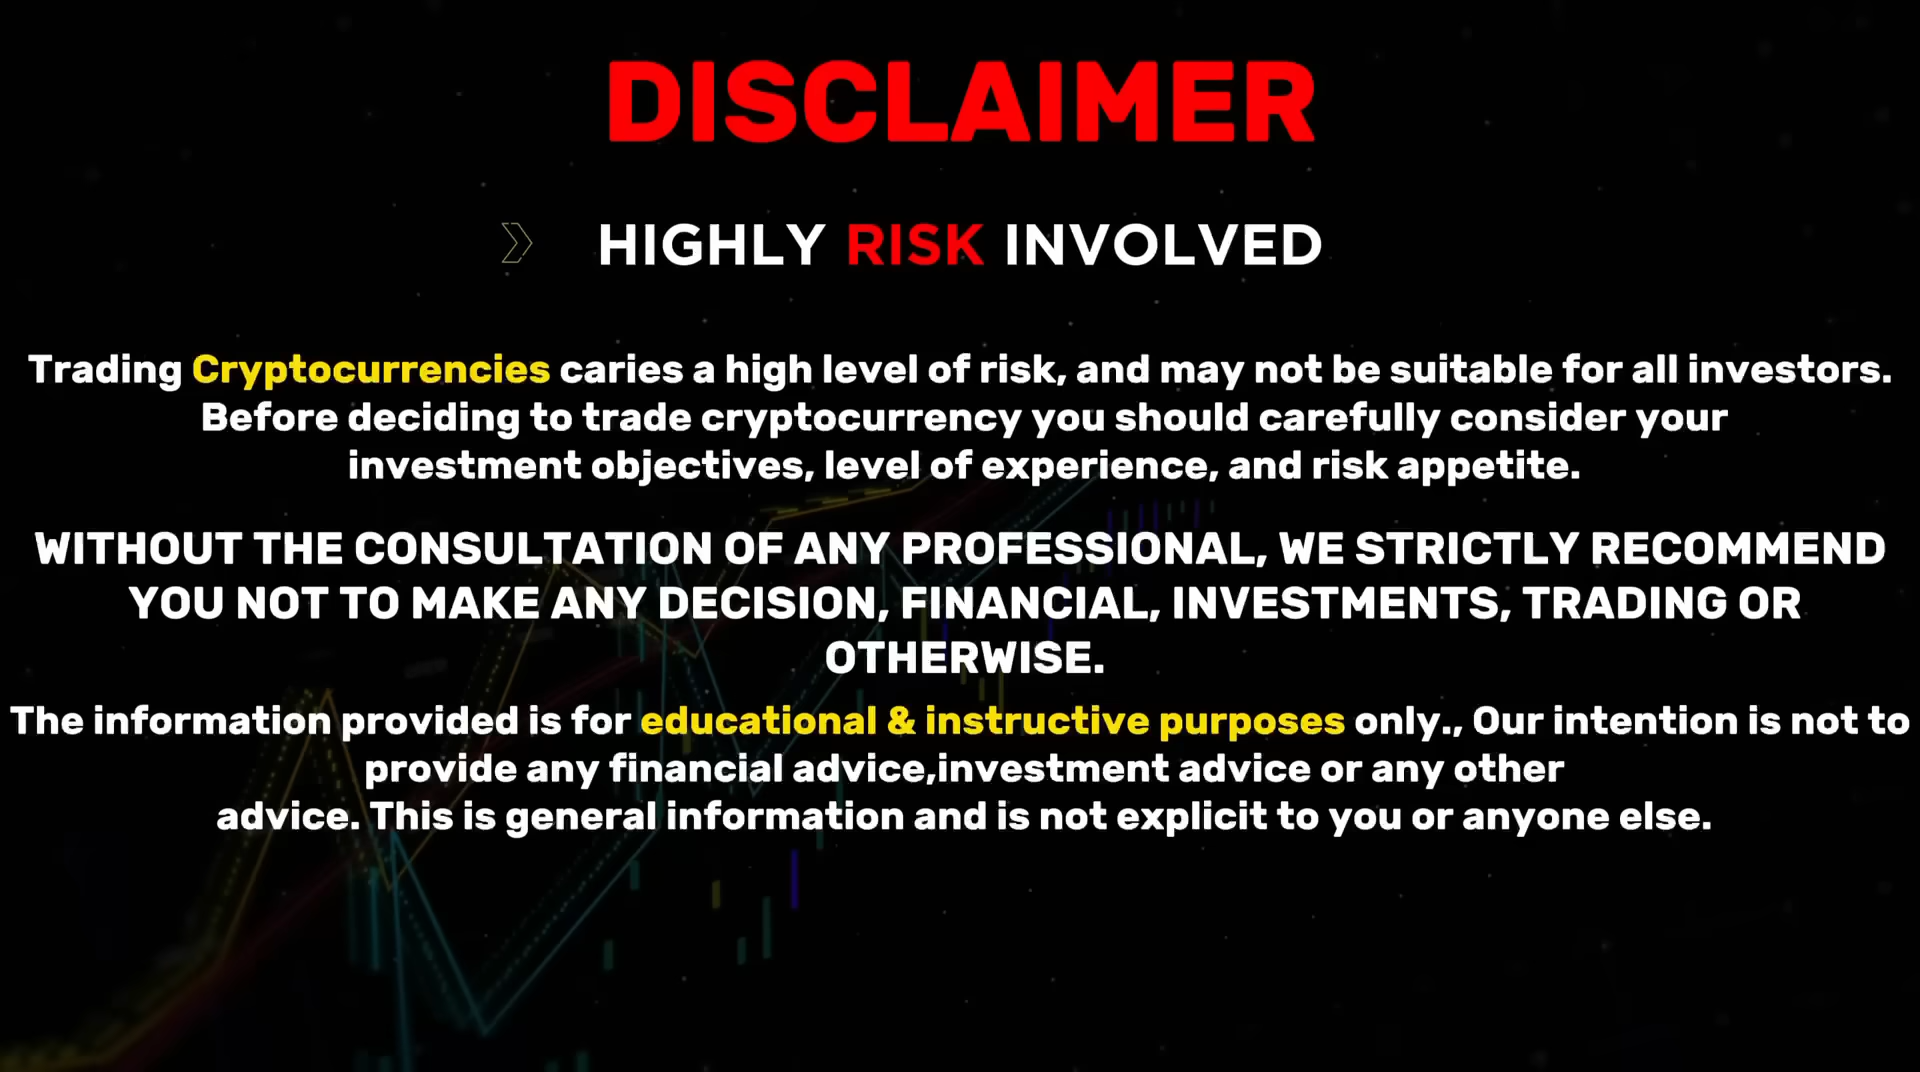 DISCLAIMER
HIGHLY RISK INVOLVED
Trading Cryptocurrencies caries a high level of risk, and may not be suitable for all investors.
Before deciding to trade cryptocurrency you should carefully consider your
investment objectives, level of experience, and risk appetite.
WITHOUT THE CONSULTATION OF ANY PROFESSIONAL, WE STRICTLY RECOMMEND
YOU NOT TO MAKE ANY DECISION, FINANCIAL, INVESTMENTS, TRADING OR
OTHERWISE.
The information provided is for educational & instructive purposes only., Our intention is not to
provide any financial advice,investment advice or any other
advice. This is general information and is not explicit to you or anyone else.